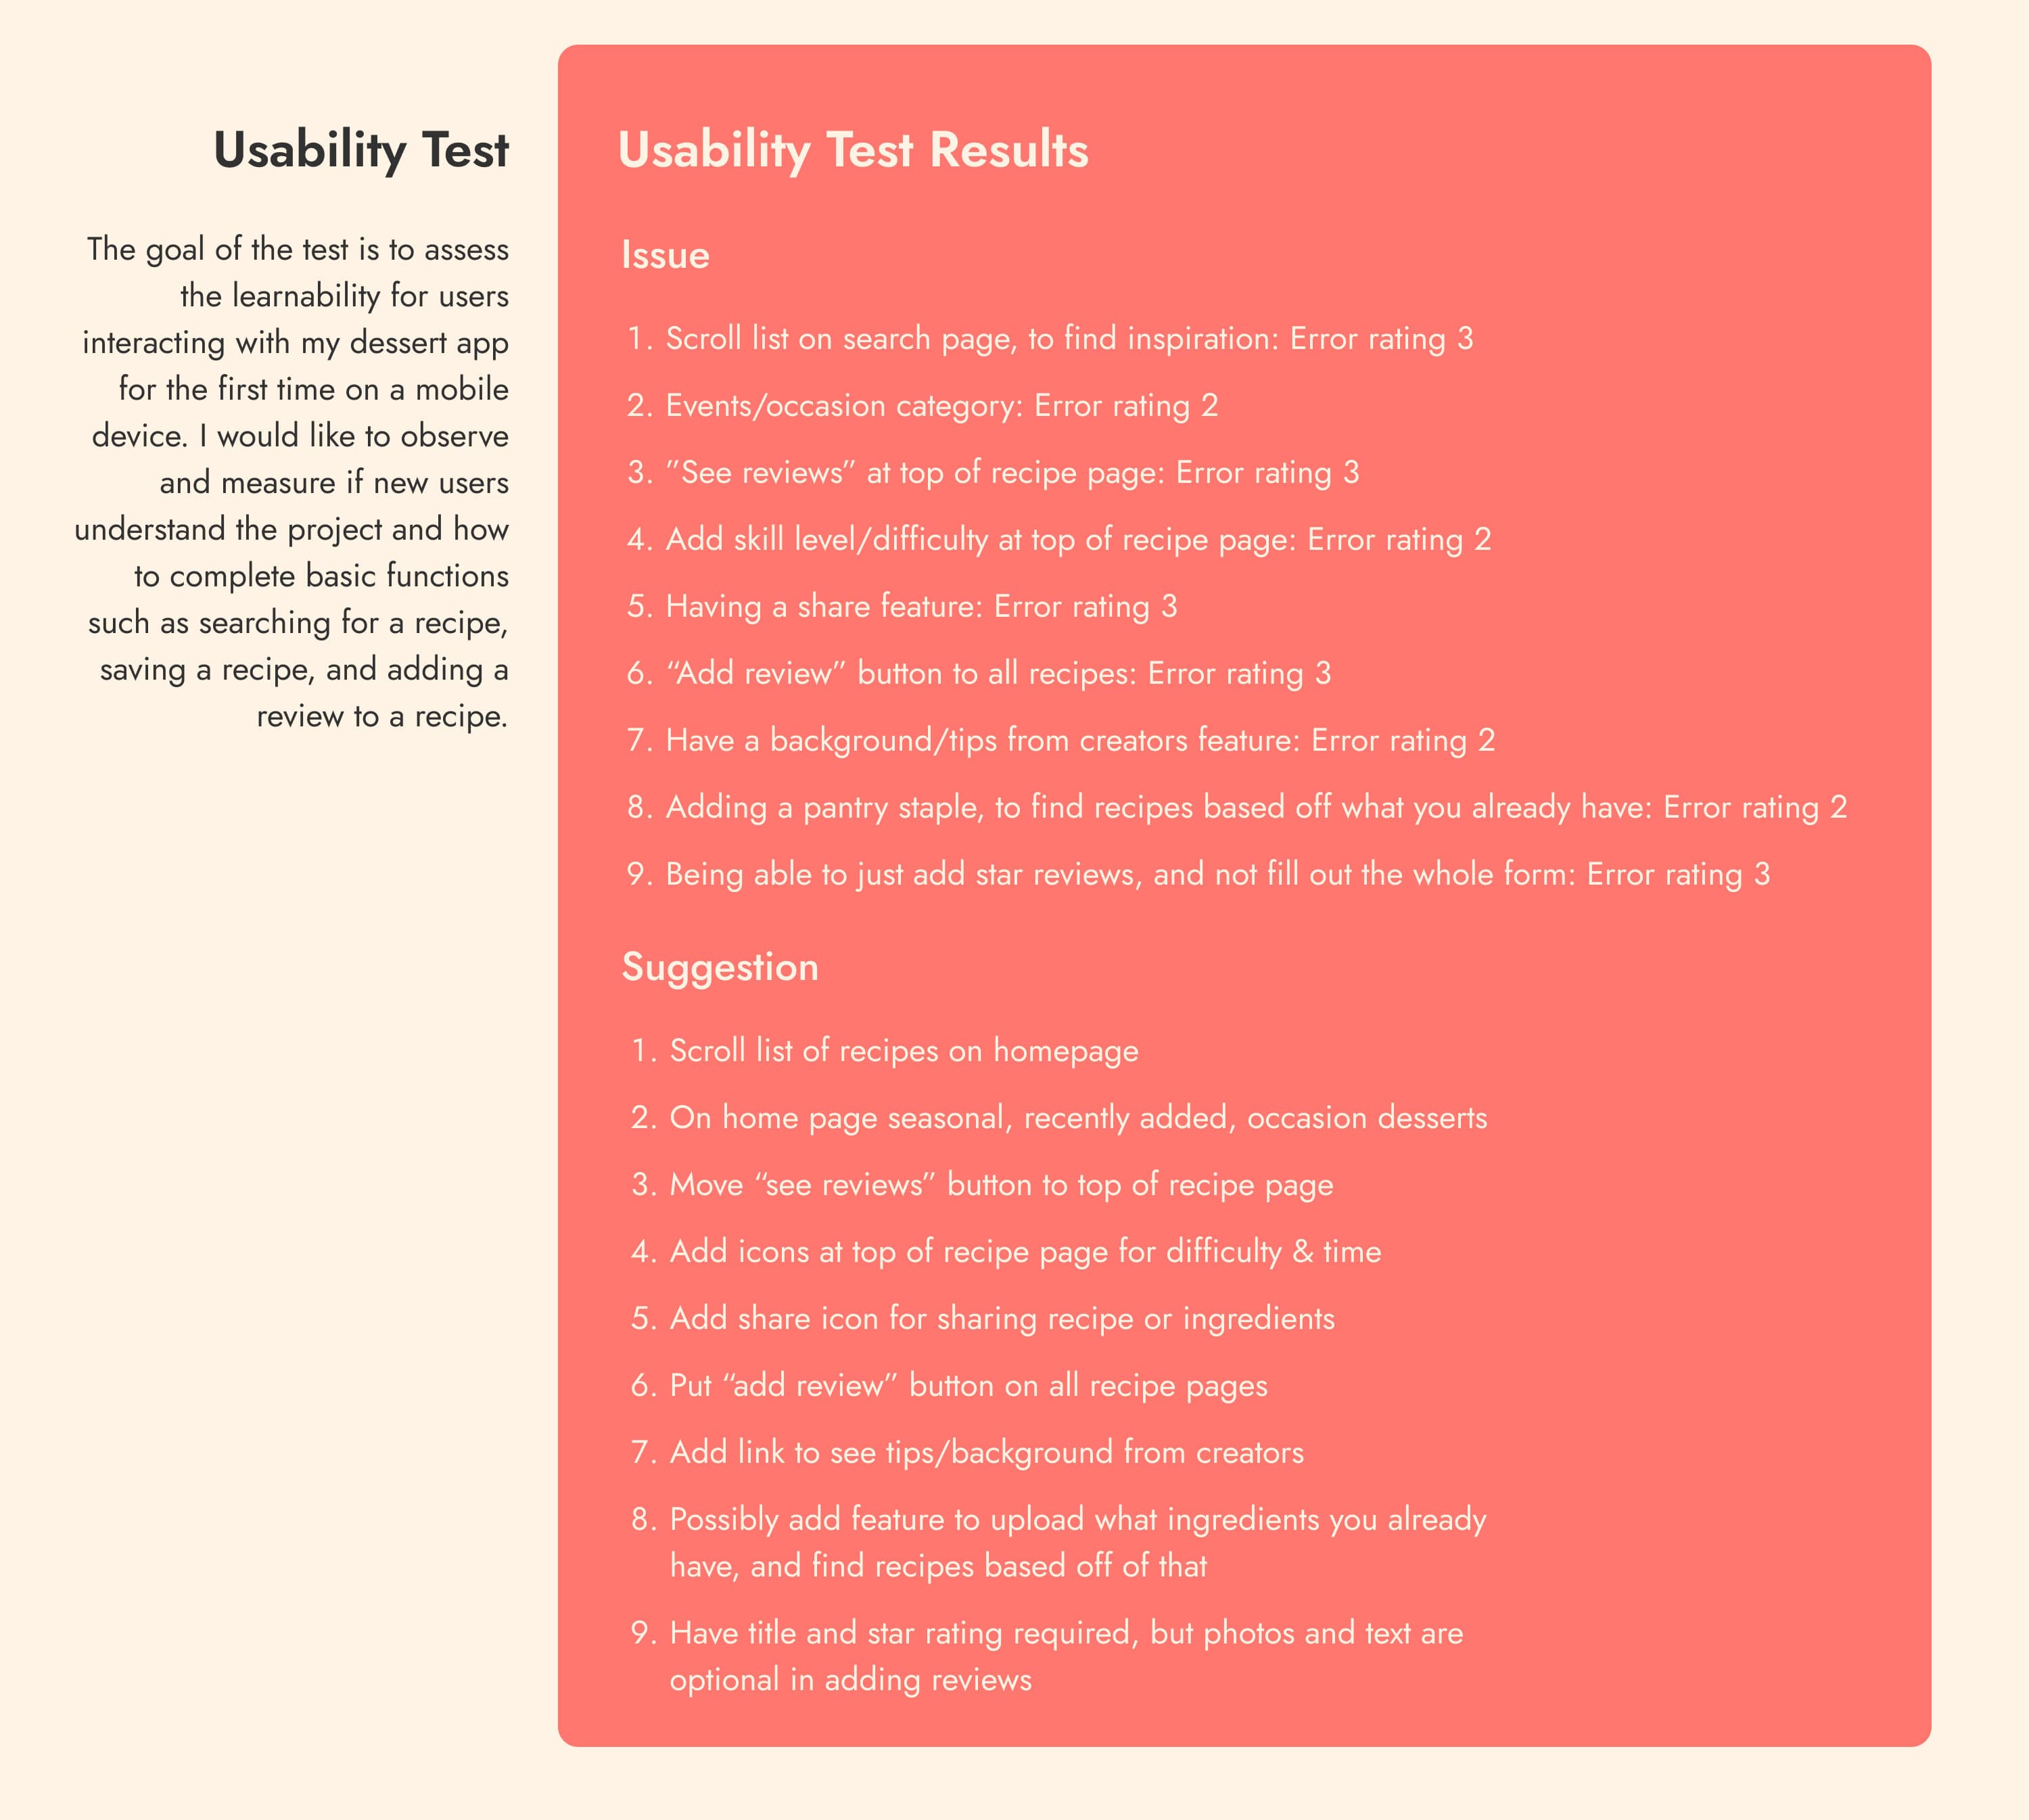 Usability Test
The goal of the test is to assess
the learnability for users
interacting with my dessert app
for the first time on a mobile
device. I would like to observe
and measure if new users
understand the project and how
to complete basic functions
such as searching for a recipe,
saving a recipe, and adding a
review to a recipe.
Usability Test Results
Issue
1. Scroll list on search page, to find inspiration: Error rating 3
2. Events/occasion category: Error rating 2
3. ”See reviews” at top of recipe page: Error rating 3
4. Add skill level/difficulty at top of recipe page: Error rating 2
5. Having a share feature: Error rating 3
6. “Add review” button to all recipes: Error rating 3
7. Have a background/tips from creators feature: Error rating 2
8. Adding a pantry staple, to find recipes based off what you already have: Error rating 2
9. Being able to just add star reviews, and not fill out the whole form: Error rating 3
Suggestion
1. Scroll list of recipes on homepage
2. On home page seasonal, recently added, occasion desserts
3. Move “see reviews” button to top of recipe page
4. Add icons at top of recipe page for difficulty & time
5. Add share icon for sharing recipe or ingredients
6. Put “add review” button on all recipe pages
7. Add link to see tips/background from creators
8. Possibly add feature to upload what ingredients you already
have, and find recipes based off of that
9. Have title and star rating required, but photos and text are
optional in adding reviews